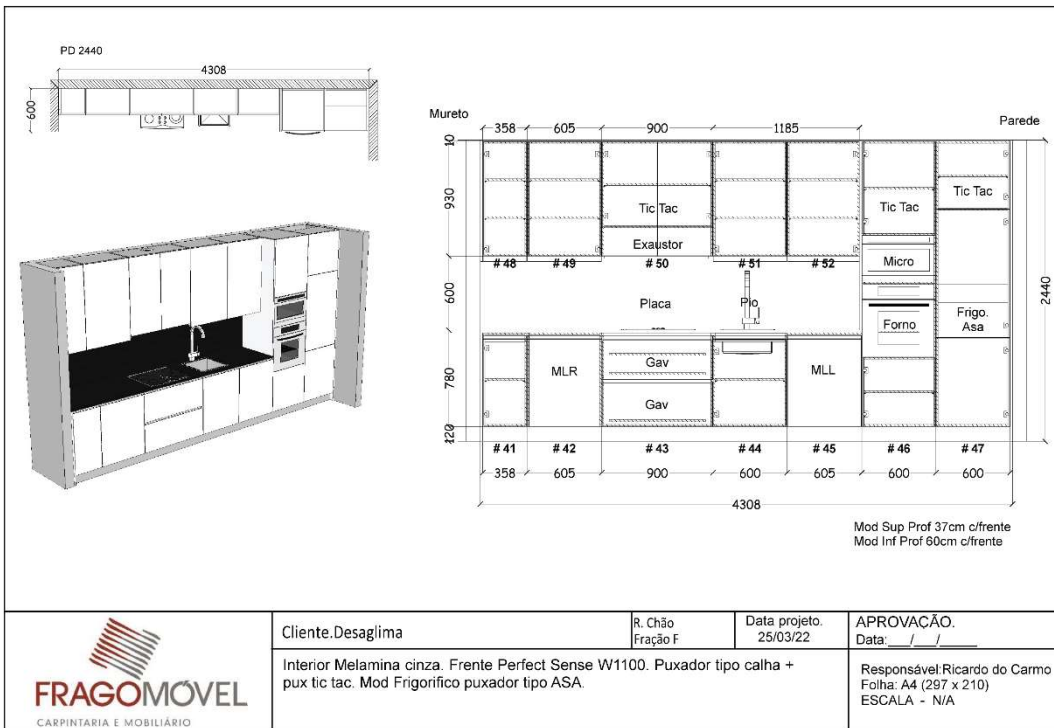 PD 2440
4308
600
Mureto
Parede
358 605 900 1185
10
930
600
780
120
2440
Tic Tac
Tic Tac
Tic Tac
Exaustor
# 48 # 49 # 50 # 51 # 52
Micro
Placa
Pio
Forno
Frigo.
Asa
MLR
Gav
Gav
MLL
# 41 # 42 # 43 # 44 # 45 # 46 # 47
358 605 900 600 605 600 600
4308
Mod Sup Prof 37cm c/frente
Mod Inf Prof 60cm c/frente
FRAGOMÓVEL
CARPINTARIA E MOBILIÁRIO
Cliente.Desaglima
R. Chão
Fração F
Data projeto.
25/03/22
APROVAÇÃO.
Data:___/___/____
Interior Melamina cinza. Frente Perfect Sense W1100. Puxador tipo calha +
pux tic tac. Mod Frigorifico puxador tipo ASA.
Responsável:Ricardo do Carmo
Folha: A4 (297 x 210)
ESCALA - N/A